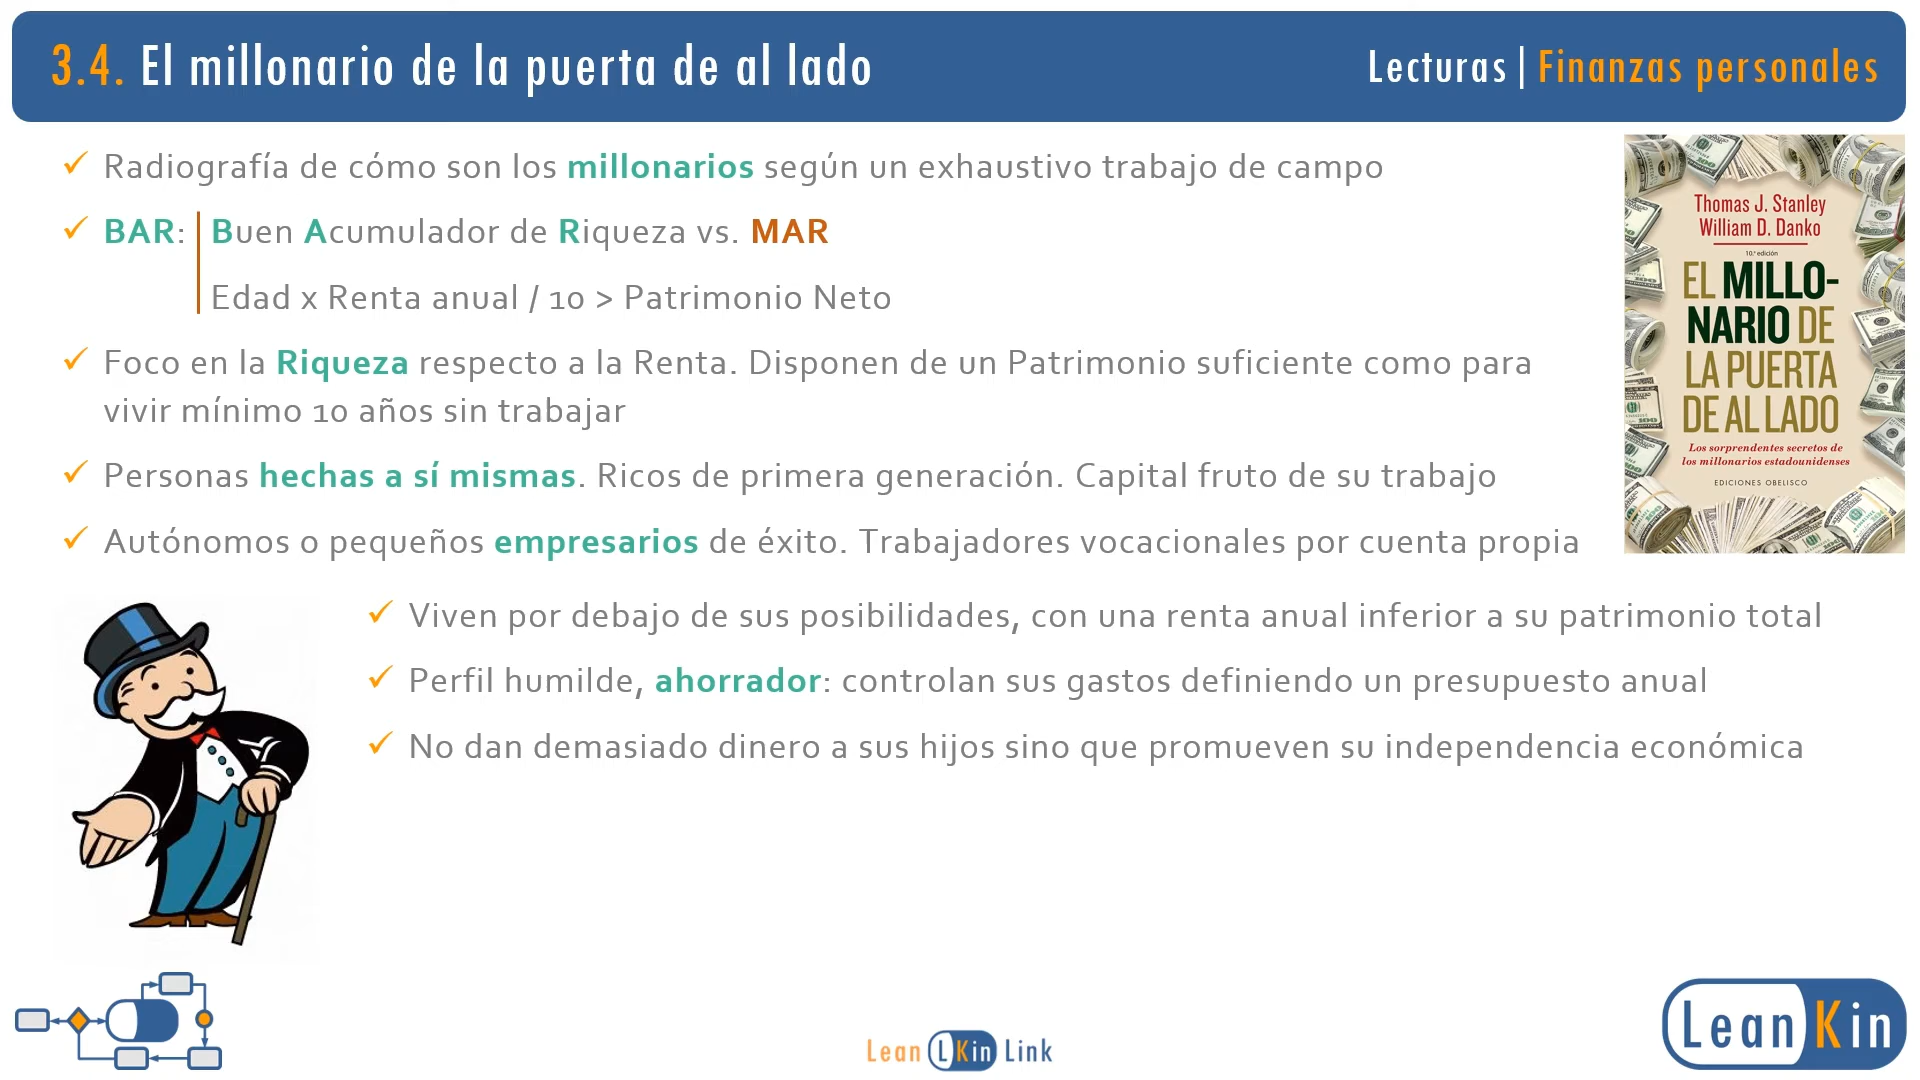 3.4. El millonario de la puerta de al lado
Lecturas | Finanzas personales
✓ Radiografía de cómo son los millonarios según un exhaustivo trabajo de campo
✓ BAR: Buen Acumulador de Riqueza vs. MAR
Edad x Renta anual / 10 > Patrimonio Neto
✓ Foco en la Riqueza respecto a la Renta. Disponen de un Patrimonio suficiente como para
vivir mínimo 10 años sin trabajar
✓ Personas hechas a sí mismas. Ricos de primera generación. Capital fruto de su trabajo
✓ Autónomos o pequeños empresarios de éxito. Trabajadores vocacionales por cuenta propia
Thomas J. Stanley
William D. Danko
10.ª edición
EL MILLO-
NARIO DE
LA PUERTA
DE AL LADO
Los sorprendentes secretos de
los millonarios estadounidenses
EDICIONES OBELISCO
✓ Viven por debajo de sus posibilidades, con una renta anual inferior a su patrimonio total
✓ Perfil humilde, ahorrador: controlan sus gastos definiendo un presupuesto anual
✓ No dan demasiado dinero a sus hijos sino que promueven su independencia económica
Lean LKin Link
LeanKin